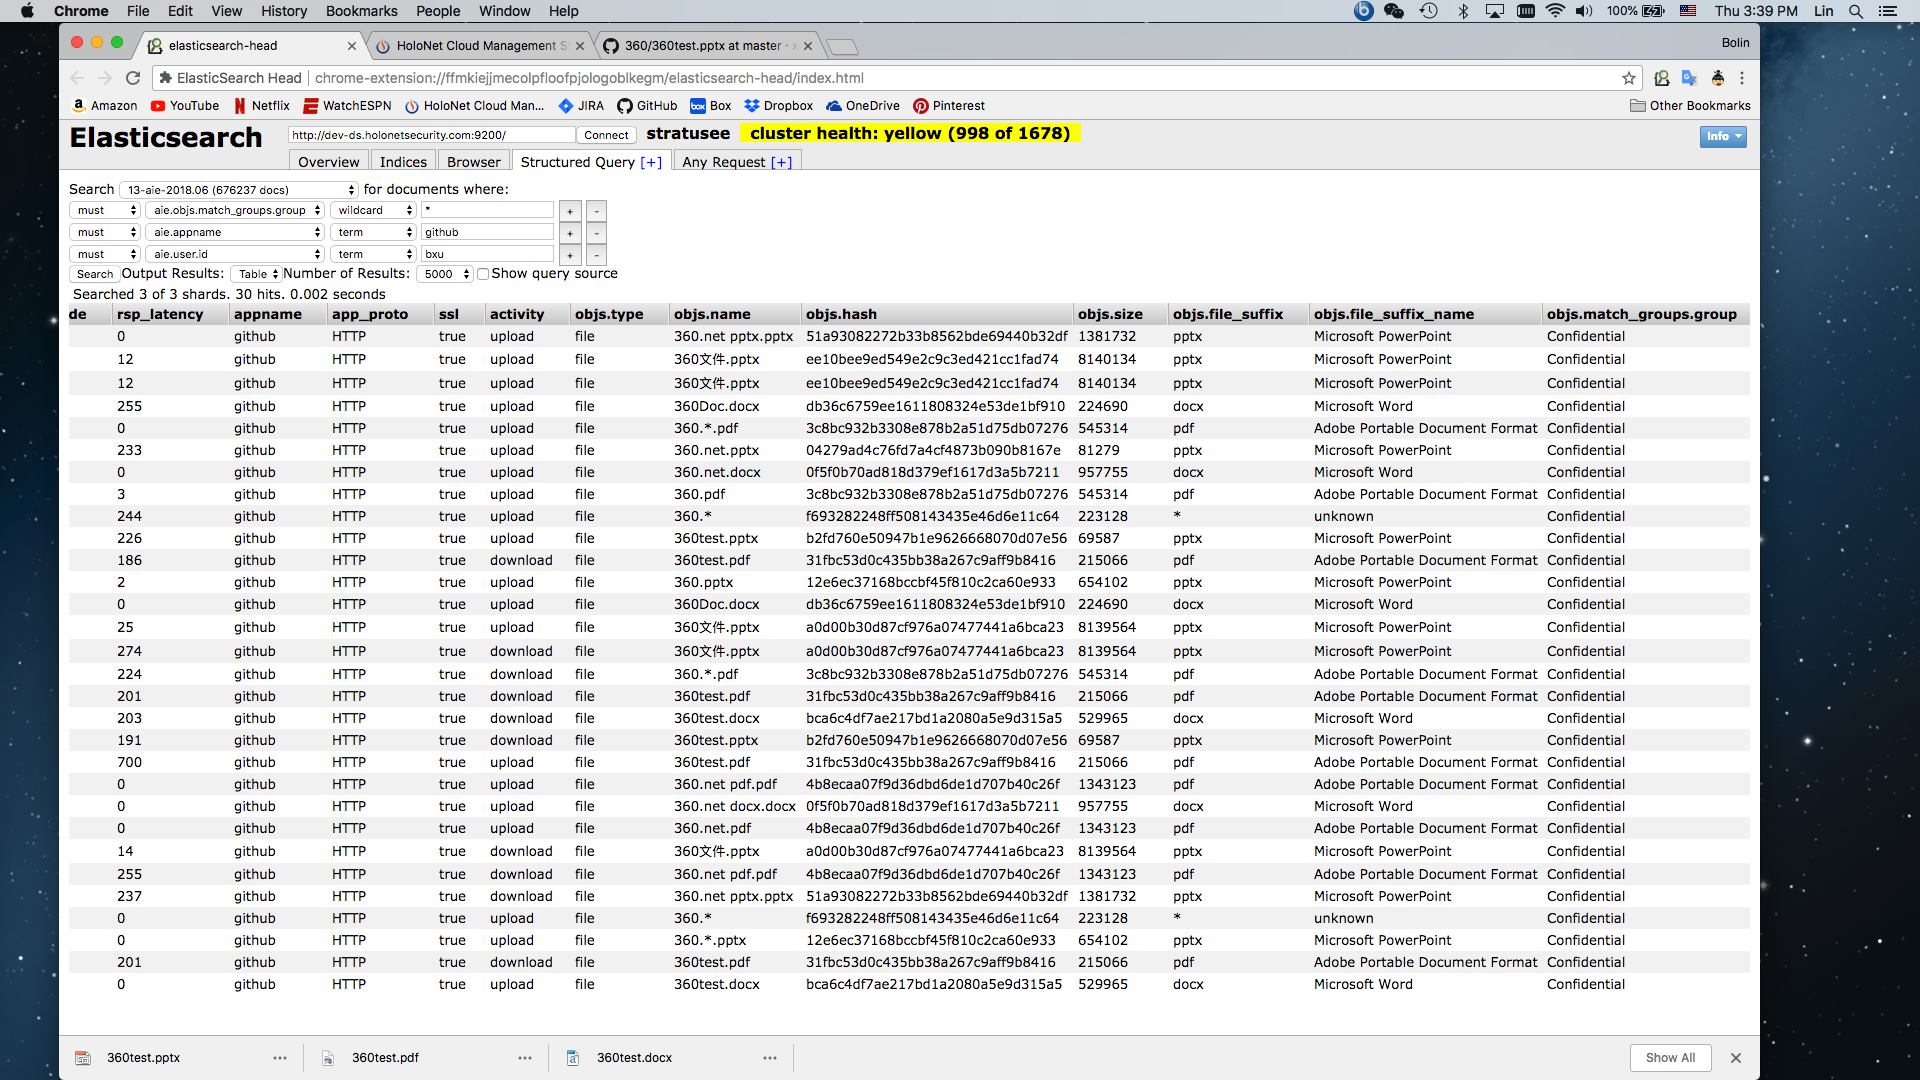 Chrome File Edit View History Bookmarks People Window Help 100% Thu 3:39 PM Lin
elasticsearch-head HoloNet Cloud Management S 360/360test.pptx at master · Bolin
ElasticSearch Head chrome-extension://ffmkiejjmecolpfloofpjologoblkegm/elasticsearch-head/index.html
Amazon YouTube Netflix WatchESPN HoloNet Cloud Man... JIRA GitHub Box Dropbox OneDrive Pinterest Other Bookmarks
Elasticsearch http://dev-ds.holonetsecurity.com:9200/ Connect stratusee cluster health: yellow (998 of 1678) Info
Overview Indices Browser Structured Query [+] Any Request [+]
Search 13-aie-2018.06 (676237 docs) for documents where:
must aie.objs.match_groups.group wildcard * + -
must aie.appname term github + -
must aie.user.id term bxu + -
Search Output Results: Table Number of Results: 5000 Show query source
Searched 3 of 3 shards. 30 hits. 0.002 seconds
de rsp_latency appname app_proto ssl activity objs.type objs.name objs.hash objs.size objs.file_suffix objs.file_suffix_name objs.match_groups.group
0 github HTTP true upload file 360.net pptx.pptx 51a93082272b33b8562bde69440b32df 1381732 pptx Microsoft PowerPoint Confidential
12 github HTTP true upload file 360文件.pptx ee10bee9ed549e2c9c3ed421cc1fad74 8140134 pptx Microsoft PowerPoint Confidential
12 github HTTP true upload file 360文件.pptx ee10bee9ed549e2c9c3ed421cc1fad74 8140134 pptx Microsoft PowerPoint Confidential
255 github HTTP true upload file 360Doc.docx db36c6759ee1611808324e53de1bf910 224690 docx Microsoft Word Confidential
0 github HTTP true upload file 360.*.pdf 3c8bc932b3308e878b2a51d75db07276 545314 pdf Adobe Portable Document Format Confidential
233 github HTTP true upload file 360.net.pptx 04279ad4c76fd7a4cf4873b090b8167e 81279 pptx Microsoft PowerPoint Confidential
0 github HTTP true upload file 360.net.docx 0f5f0b70ad818d379ef1617d3a5b7211 957755 docx Microsoft Word Confidential
3 github HTTP true upload file 360.pdf 3c8bc932b3308e878b2a51d75db07276 545314 pdf Adobe Portable Document Format Confidential
244 github HTTP true upload file 360.* f693282248ff508143435e46d6e11c64 223128 * unknown Confidential
226 github HTTP true upload file 360test.pptx b2fd760e50947b1e9626668070d07e56 69587 pptx Microsoft PowerPoint Confidential
186 github HTTP true download file 360test.pdf 31fbc53d0c435bb38a267c9aff9b8416 215066 pdf Adobe Portable Document Format Confidential
2 github HTTP true upload file 360.pptx 12e6ec37168bccbf45f810c2ca60e933 654102 pptx Microsoft PowerPoint Confidential
0 github HTTP true upload file 360Doc.docx db36c6759ee1611808324e53de1bf910 224690 docx Microsoft Word Confidential
25 github HTTP true upload file 360文件.pptx a0d00b30d87cf976a07477441a6bca23 8139564 pptx Microsoft PowerPoint Confidential
274 github HTTP true download file 360文件.pptx a0d00b30d87cf976a07477441a6bca23 8139564 pptx Microsoft PowerPoint Confidential
224 github HTTP true download file 360.*.pdf 3c8bc932b3308e878b2a51d75db07276 545314 pdf Adobe Portable Document Format Confidential
201 github HTTP true download file 360test.pdf 31fbc53d0c435bb38a267c9aff9b8416 215066 pdf Adobe Portable Document Format Confidential
203 github HTTP true download file 360test.docx bca6c4df7ae217bd1a2080a5e9d315a5 529965 docx Microsoft Word Confidential
191 github HTTP true download file 360test.pptx b2fd760e50947b1e9626668070d07e56 69587 pptx Microsoft PowerPoint Confidential
700 github HTTP true upload file 360test.pdf 31fbc53d0c435bb38a267c9aff9b8416 215066 pdf Adobe Portable Document Format Confidential
0 github HTTP true upload file 360.net pdf.pdf 4b8ecaa07f9d36dbd6de1d707b40c26f 1343123 pdf Adobe Portable Document Format Confidential
0 github HTTP true upload file 360.net docx.docx 0f5f0b70ad818d379ef1617d3a5b7211 957755 docx Microsoft Word Confidential
0 github HTTP true upload file 360.net.pdf 4b8ecaa07f9d36dbd6de1d707b40c26f 1343123 pdf Adobe Portable Document Format Confidential
14 github HTTP true download file 360文件.pptx a0d00b30d87cf976a07477441a6bca23 8139564 pptx Microsoft PowerPoint Confidential
255 github HTTP true download file 360.net pdf.pdf 4b8ecaa07f9d36dbd6de1d707b40c26f 1343123 pdf Adobe Portable Document Format Confidential
237 github HTTP true download file 360.net pptx.pptx 51a93082272b33b8562bde69440b32df 1381732 pptx Microsoft PowerPoint Confidential
0 github HTTP true upload file 360.* f693282248ff508143435e46d6e11c64 223128 * unknown Confidential
0 github HTTP true upload file 360.*.pptx 12e6ec37168bccbf45f810c2ca60e933 654102 pptx Microsoft PowerPoint Confidential
201 github HTTP true download file 360test.pdf 31fbc53d0c435bb38a267c9aff9b8416 215066 pdf Adobe Portable Document Format Confidential
0 github HTTP true upload file 360test.docx bca6c4df7ae217bd1a2080a5e9d315a5 529965 docx Microsoft Word Confidential
360test.pptx 360test.pdf 360test.docx Show All